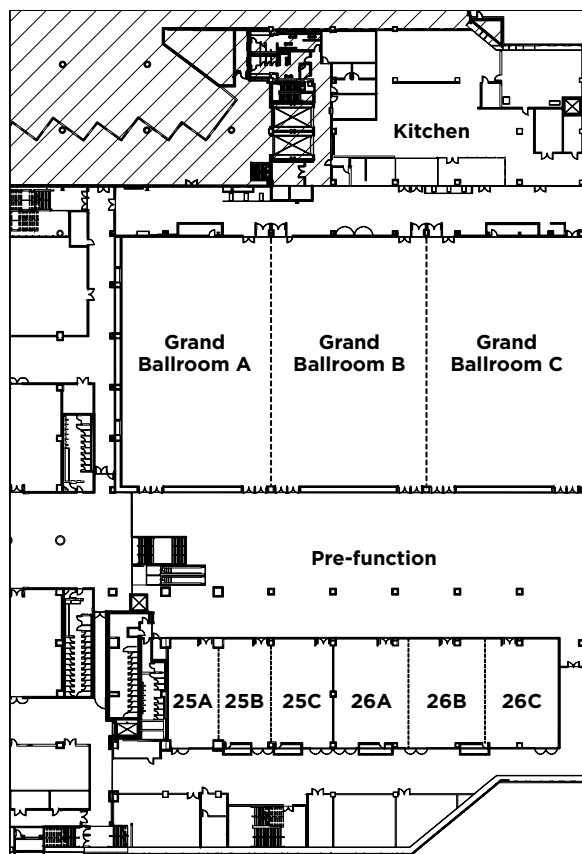 Kitchen
Grand
Ballroom A
Grand
Ballroom B
Grand
Ballroom C
Pre-function
25A
25B
25C
26A
26B
26C